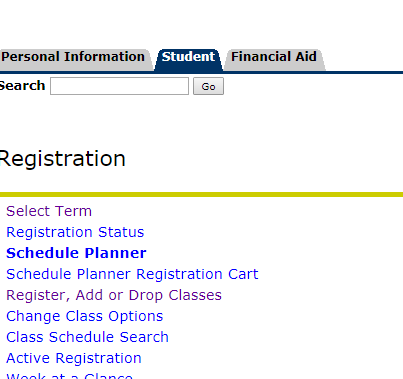 Personal Information Student Financial Aid
Search Go
Registration
Select Term
Registration Status
Schedule Planner
Schedule Planner Registration Cart
Register, Add or Drop Classes
Change Class Options
Class Schedule Search
Active Registration
Week at a Glance